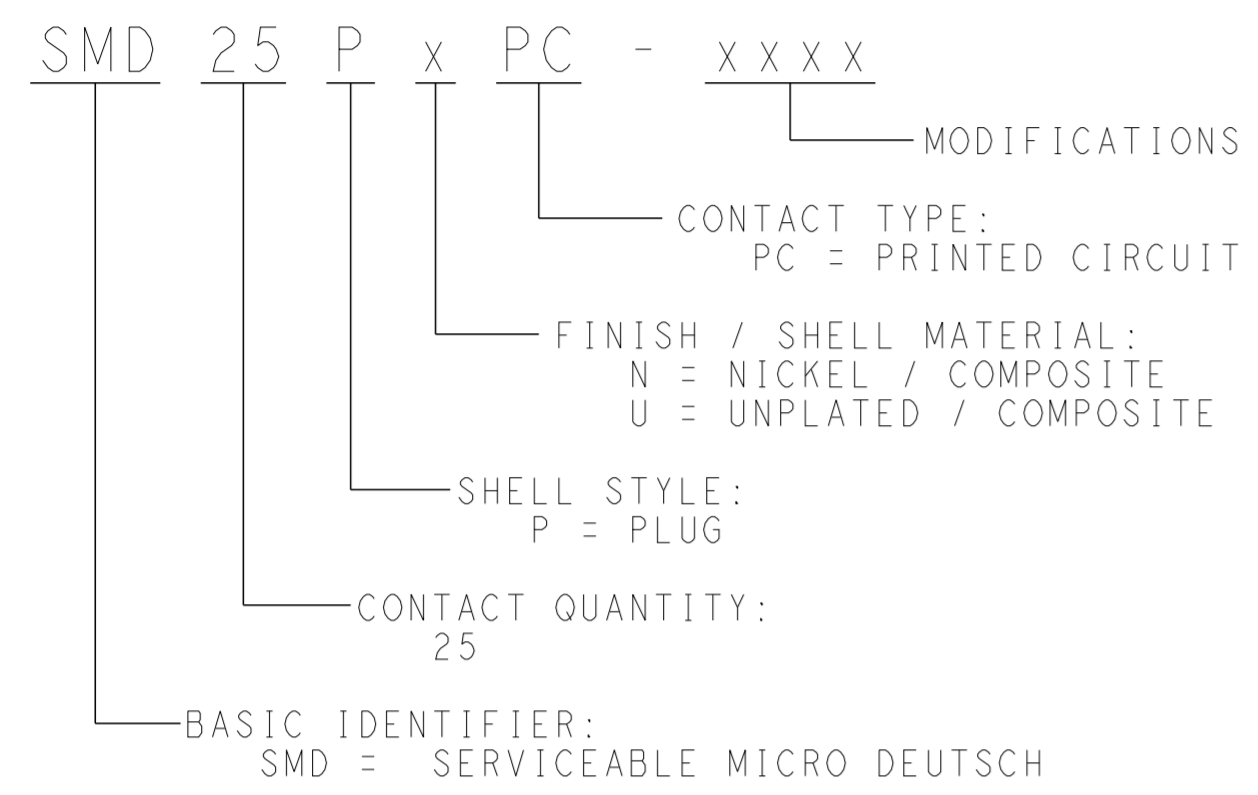 SMD 25 P x PC - xxxx
MODIFICATIONS
CONTACT TYPE:
PC = PRINTED CIRCUIT
FINISH / SHELL MATERIAL:
N = NICKEL / COMPOSITE
U = UNPLATED / COMPOSITE
SHELL STYLE:
P = PLUG
CONTACT QUANTITY:
25
BASIC IDENTIFIER:
SMD = SERVICEABLE MICRO DEUTSCH